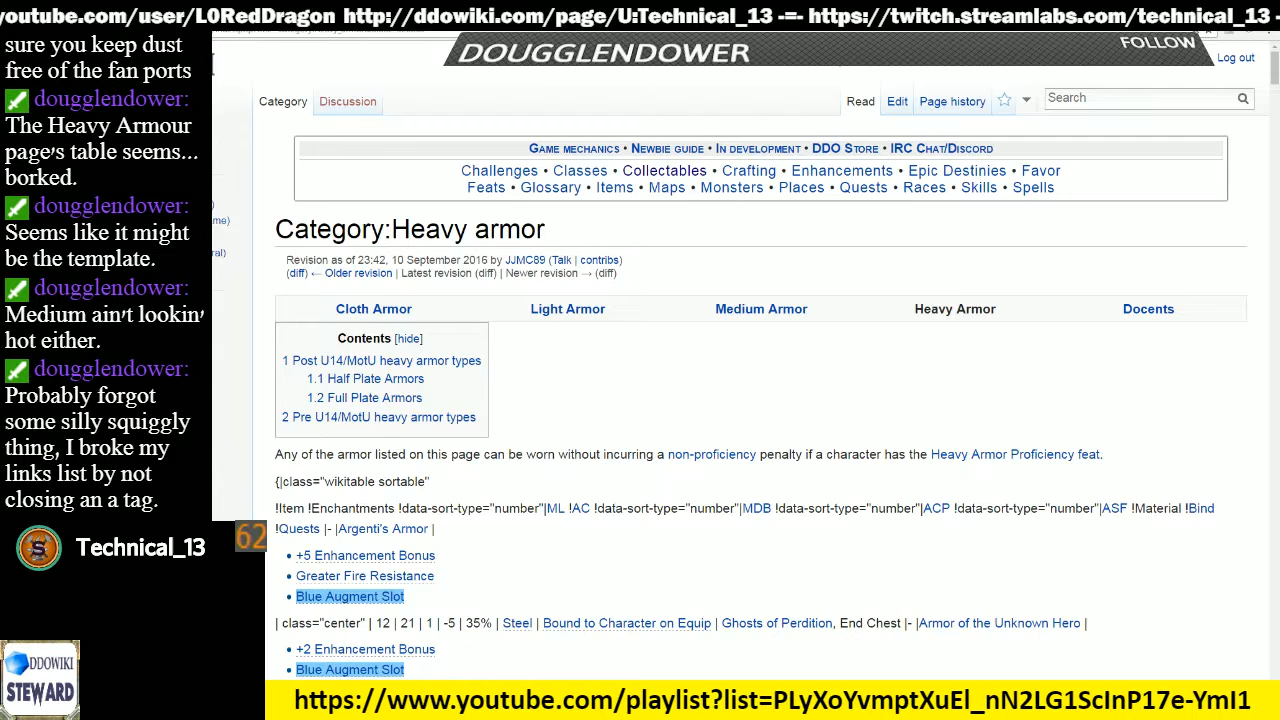 youtube.com/user/L0RedDragon http://ddowiki.com/page/U:Technical_13 -=- https://twitch.streamlabs.com/technical_13 -
sure you keep dust
free of the fan ports
dougglendower:
The Heavy Armour
page's table seems...
borked.
dougglendower:
Seems like it might
be the template.
dougglendower:
Medium ain't lookin'
hot either.
dougglendower:
Probably forgot
some silly squiggly
thing, I broke my
links list by not
closing an a tag.
Technical_13
62
DDOWIKI
STEWARD
DOUGGLENDOWER
FOLLOW
Log out
Category Discussion Read Edit Page history Search
Game mechanics • Newbie guide • In development • DDO Store • IRC Chat/Discord
Challenges • Classes • Collectables • Crafting • Enhancements • Epic Destinies • Favor
Feats • Glossary • Items • Maps • Monsters • Places • Quests • Races • Skills • Spells
Category:Heavy armor
Revision as of 23:42, 10 September 2016 by JJMC89 (Talk | contribs)
(diff) ← Older revision | Latest revision (diff) | Newer revision → (diff)
Cloth Armor Light Armor Medium Armor Heavy Armor Docents
Contents [hide]
1 Post U14/MotU heavy armor types
1.1 Half Plate Armors
1.2 Full Plate Armors
2 Pre U14/MotU heavy armor types
Any of the armor listed on this page can be worn without incurring a non-proficiency penalty if a character has the Heavy Armor Proficiency feat.
{|class="wikitable sortable"
!Item !Enchantments !data-sort-type="number"|ML !AC !data-sort-type="number"|MDB !data-sort-type="number"|ACP !data-sort-type="number"|ASF !Material !Bind
!Quests |- |Argenti's Armor |
• +5 Enhancement Bonus
• Greater Fire Resistance
• Blue Augment Slot
| class="center" | 12 | 21 | 1 | -5 | 35% | Steel | Bound to Character on Equip | Ghosts of Perdition, End Chest |- |Armor of the Unknown Hero |
• +2 Enhancement Bonus
• Blue Augment Slot
https://www.youtube.com/playlist?list=PLyXoYvmptXuEl_nN2LG1ScInP17e-YmI1